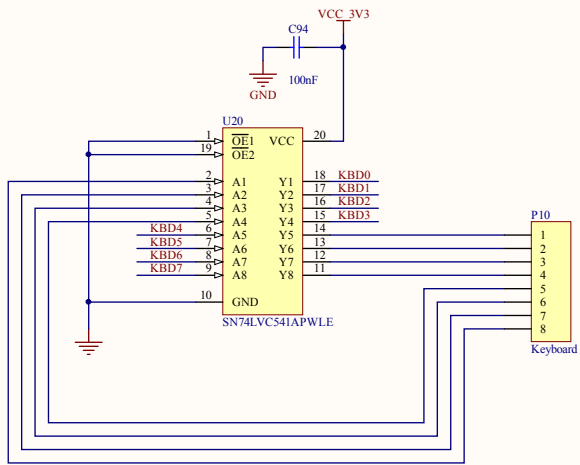 VCC_3V3
C94
100nF
GND
U20
1 OE1 VCC 20
19 OE2
2 A1 Y1 18 KBD0
3 A2 Y2 17 KBD1
4 A3 Y3 16 KBD2
5 A4 Y4 15 KBD3
KBD4 6 A5 Y5 14
KBD5 7 A6 Y6 13
KBD6 8 A7 Y7 12
KBD7 9 A8 Y8 11
10 GND
SN74LVC541APWLE
P10
1
2
3
4
5
6
7
8
Keyboard